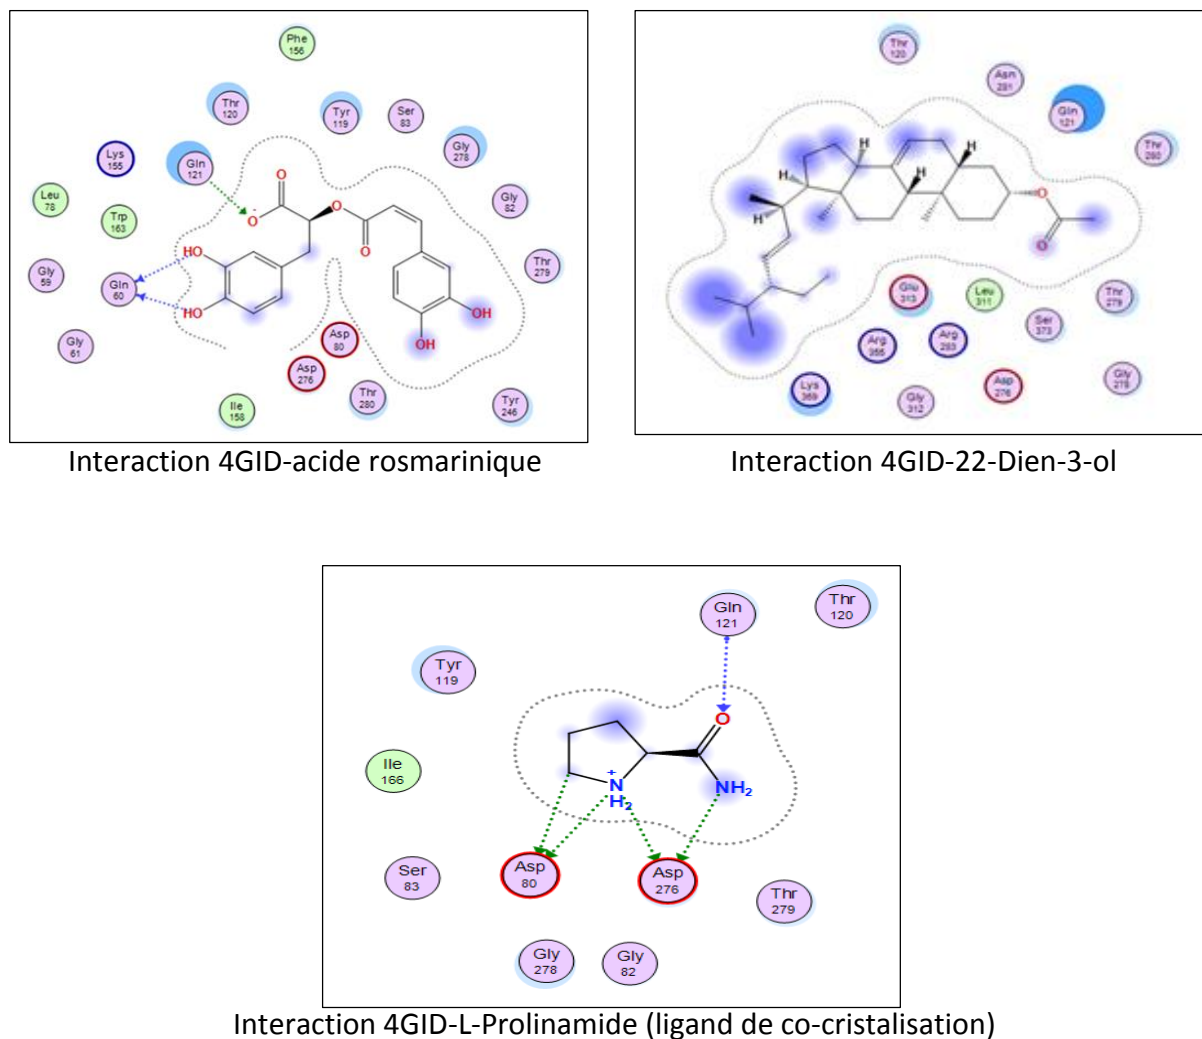 Phe
156
Thr
120
Tyr
119
Ser
83
Lys
155
Gln
121
Gly
278
Leu
78
Trp
163
Gly
82
O
O
-
O
O
HO
Gly
59
Gln
60
Thr
279
HO
OH
OH
Gly
61
Asp
80
Asp
276
Thr
280
Ile
158
Tyr
246
Interaction 4GID-acide rosmarinique
Thr
120
Asn
281
Gln
121
Thr
280
H
H
H
H
H
O
O
Glu
313
Leu
311
Thr
279
Ser
373
Arg
355
Arg
283
Lys
369
Gly
312
Asp
276
Gly
278
Interaction 4GID-22-Dien-3-ol
Gln
121
Thr
120
Tyr
119
O
Ile
166
+
N
H2
NH2
Ser
83
Asp
80
Asp
276
Thr
279
Gly
278
Gly
82
Interaction 4GID-L-Prolinamide (ligand de co-cristalisation)